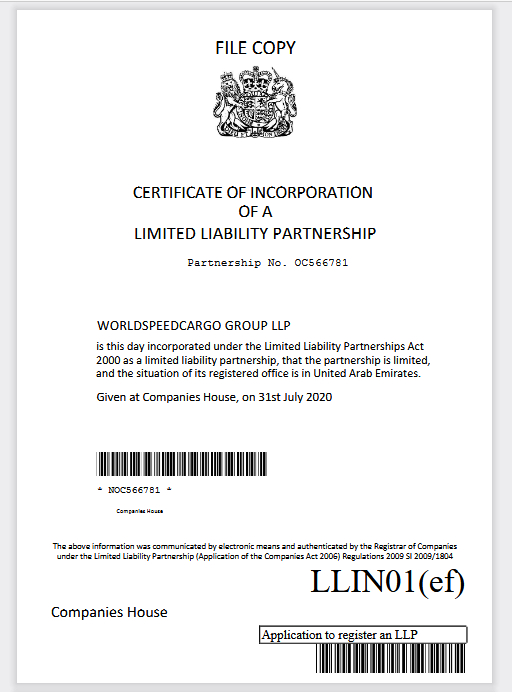 FILE COPY
CERTIFICATE OF INCORPORATION
OF A
LIMITED LIABILITY PARTNERSHIP
Partnership No. OC566781
WORLDSPEEDCARGO GROUP LLP
is this day incorporated under the Limited Liability Partnerships Act
2000 as a limited liability partnership, that the partnership is limited,
and the situation of its registered office is in United Arab Emirates.
Given at Companies House, on 31st July 2020
* NOC566781 *
Companies House
The above information was communicated by electronic means and authenticated by the Registrar of Companies
under the Limited Liability Partnership (Application of the Companies Act 2006) Regulations 2009 SI 2009/1804
LLIN01(ef)
Companies House
Application to register an LLP